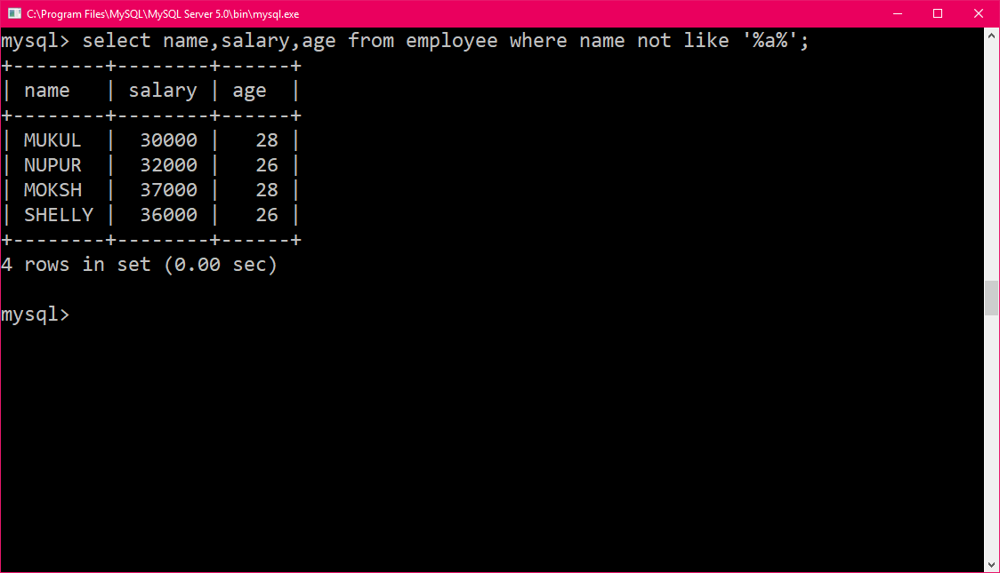 C:\Program Files\MySQL\MySQL Server 5.0\bin\mysql.exe
mysql> select name,salary,age from employee where name not like '%a%';
+--------+--------+------+
| name   | salary | age  |
+--------+--------+------+
| MUKUL  |  30000 |   28 |
| NUPUR  |  32000 |   26 |
| MOKSH  |  37000 |   28 |
| SHELLY |  36000 |   26 |
+--------+--------+------+
4 rows in set (0.00 sec)
mysql>